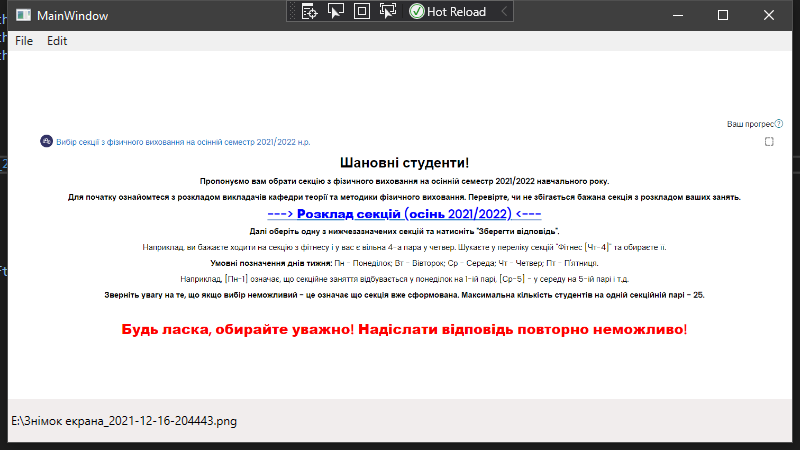 MainWindow
Hot Reload
File Edit
Ваш прогрес
Вибір секції з фізичного виховання на осінній семестр 2021/2022 н.р.
Шановні студенти!
Пропонуємо вам обрати секцію з фізичного виховання на осінній семестр 2021/2022 навчального року.
Для початку ознайомтеся з розкладом викладачів кафедри теорії та методики фізичного виховання. Перевірте, чи не збігається бажана секція з розкладом ваших занять.
---> Розклад секцій (осінь 2021/2022) <---
Далі оберіть одну з нижчезазначених секцій та натисніть "Зберегти відповідь".
Наприклад, ви бажаєте ходити на секцію з фітнесу і у вас є вільна 4-а пара у четвер. Шукаєте у переліку секцій "Фітнес [Чт-4]" та обираєте її.
Умовні позначення днів тижня: Пн - Понеділок; Вт - Вівторок; Ср - Середа; Чт - Четвер; Пт - П'ятниця.
Наприклад, [Пн-1] означає, що секційне заняття відбувається у понеділок на 1-ій парі, [Ср-5] - у середу на 5-ій парі і т.д.
Зверніть увагу на те, що якщо вибір неможливий - це означає що секція вже сформована. Максимальна кількість студентів на одній секційній парі - 25.
Будь ласка, обирайте уважно! Надіслати відповідь повторно неможливо!
E:\Знімок екрана_2021-12-16-204443.png